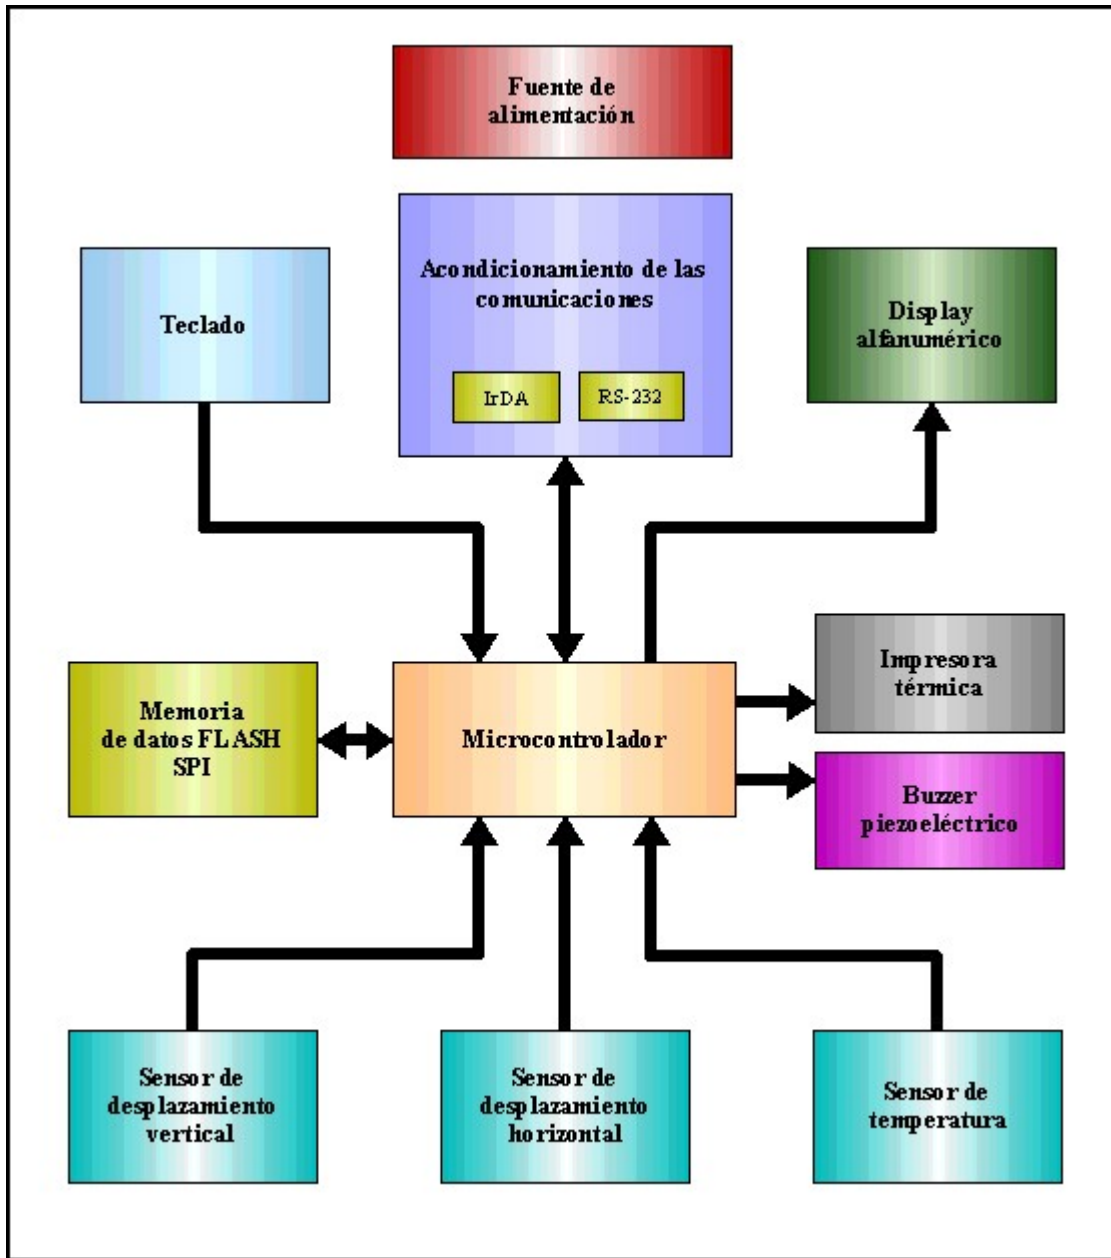 Fuente de
alimentación
Acondicionamiento de las
comunicaciones
IrDA
RS-232
Teclado
Display
alfanumérico
Memoria
de datos FLASH
SPI
Microcontrolador
Impresora
térmica
Buzzer
piezoeléctrico
Sensor de
desplazamiento
vertical
Sensor de
desplazamiento
horizontal
Sensor de
temperatura